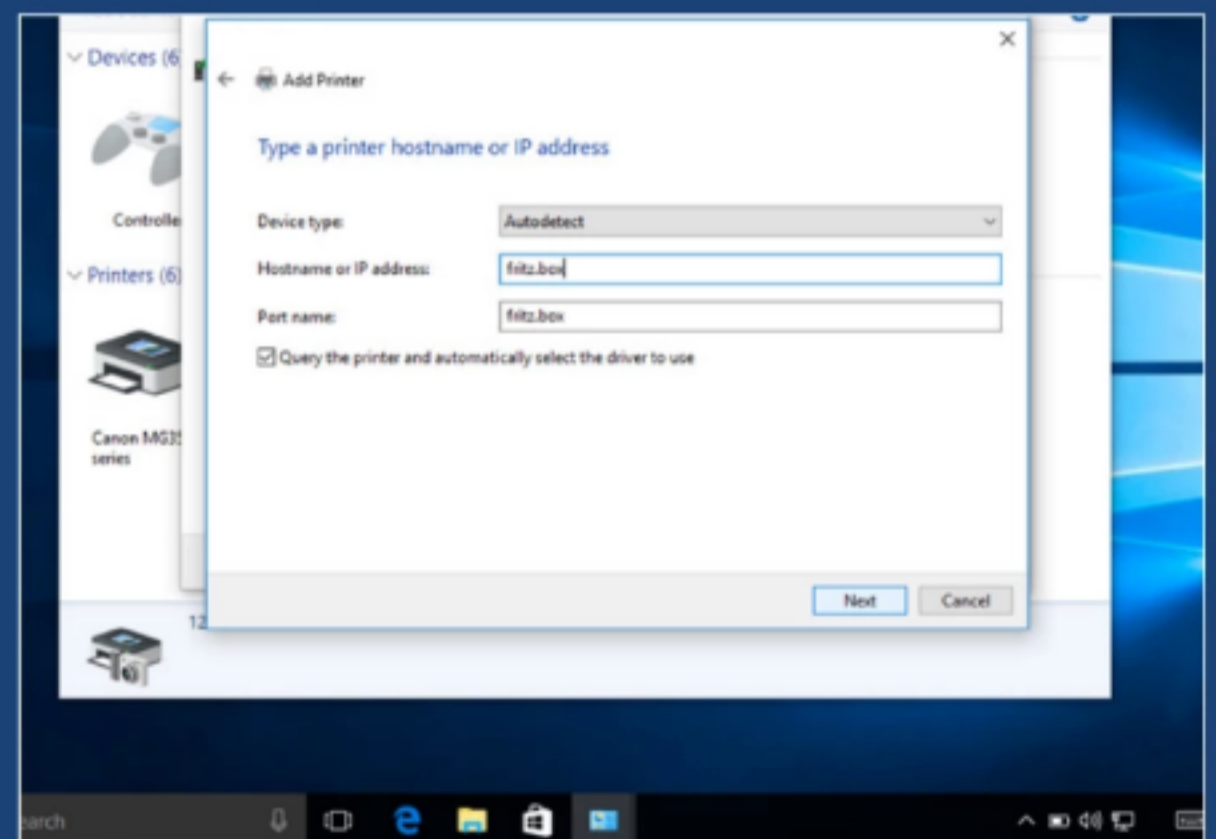 Devices (6
Add Printer
Type a printer hostname or IP address
Controlle
Device type:
Autodetect
Hostname or IP address:
fritz.box
Printers (6)
Port name:
fritz.box
Query the printer and automatically select the driver to use
Canon MG35
series
Next
Cancel
12
earch